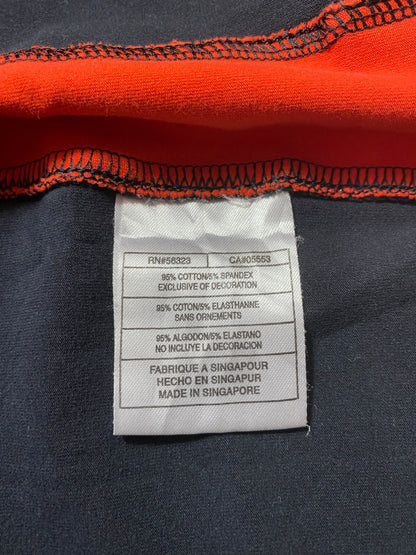 RN#56323 CA#05553
95% COTTON/5% SPANDEX
EXCLUSIVE OF DECORATION
95% COTON/5% ELASTHANNE
SANS ORNEMENTS
95% ALGODON/5% ELASTANO
NO INCLUYE LA DECORACION
FABRIQUE A SINGAPOUR
HECHO EN SINGAPUR
MADE IN SINGAPORE